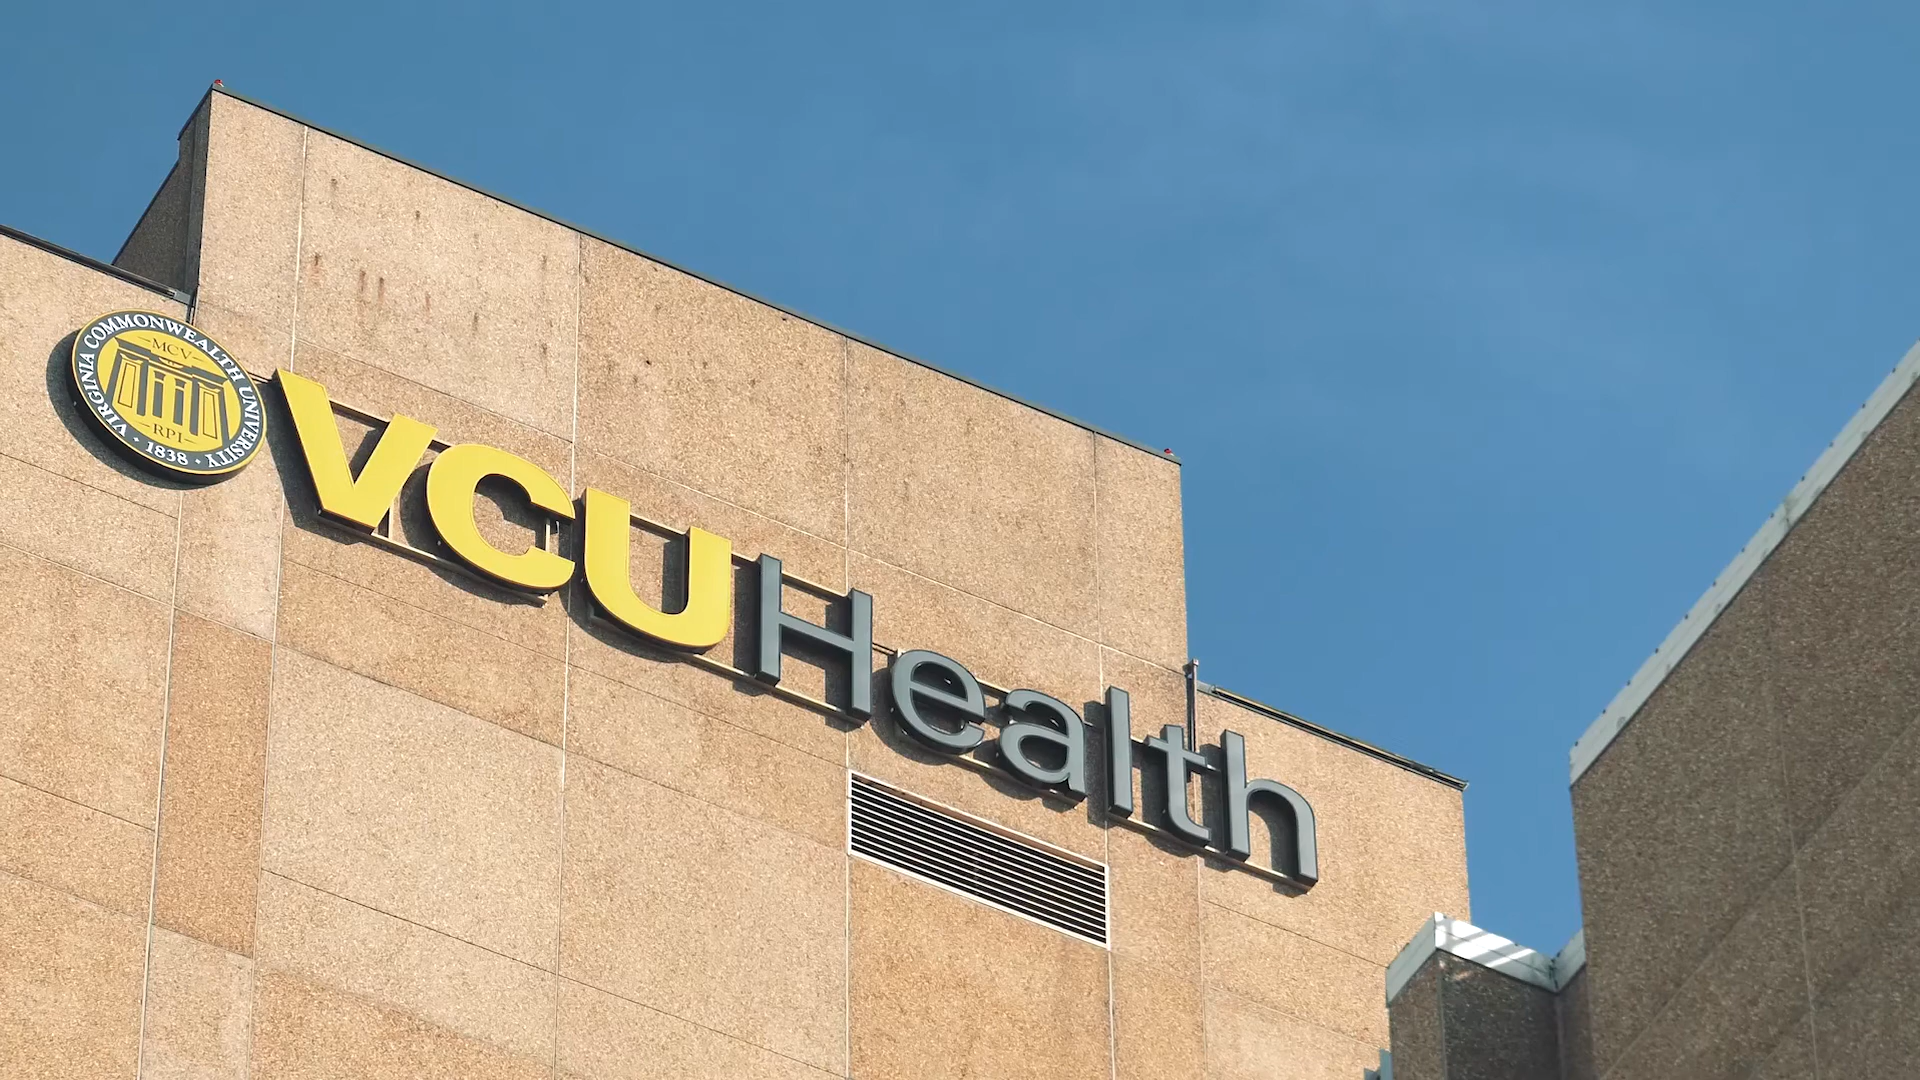 VIRGINIA COMMONWEALTH UNIVERSITY
MCV
RPI
· 1838 ·
VCUHealth